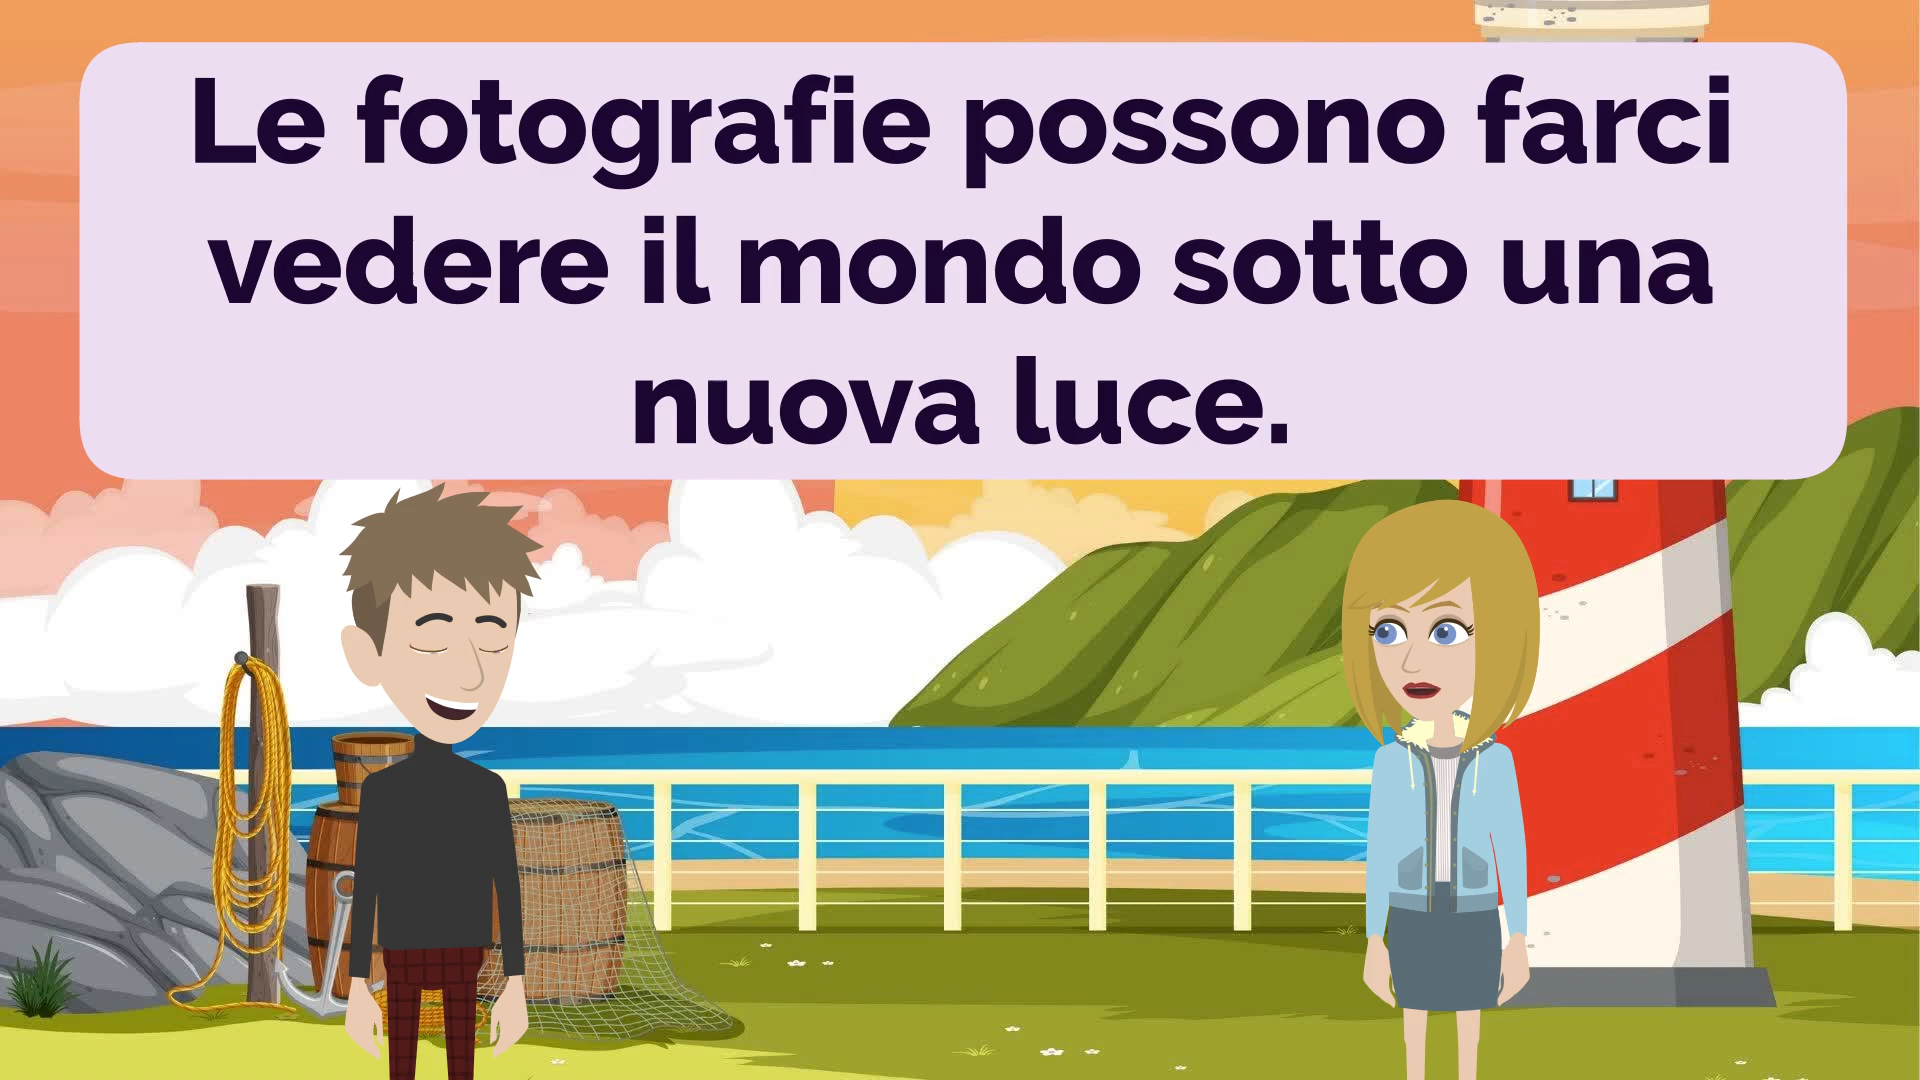 Le fotografie possono farci
vedere il mondo sotto una
nuova luce.